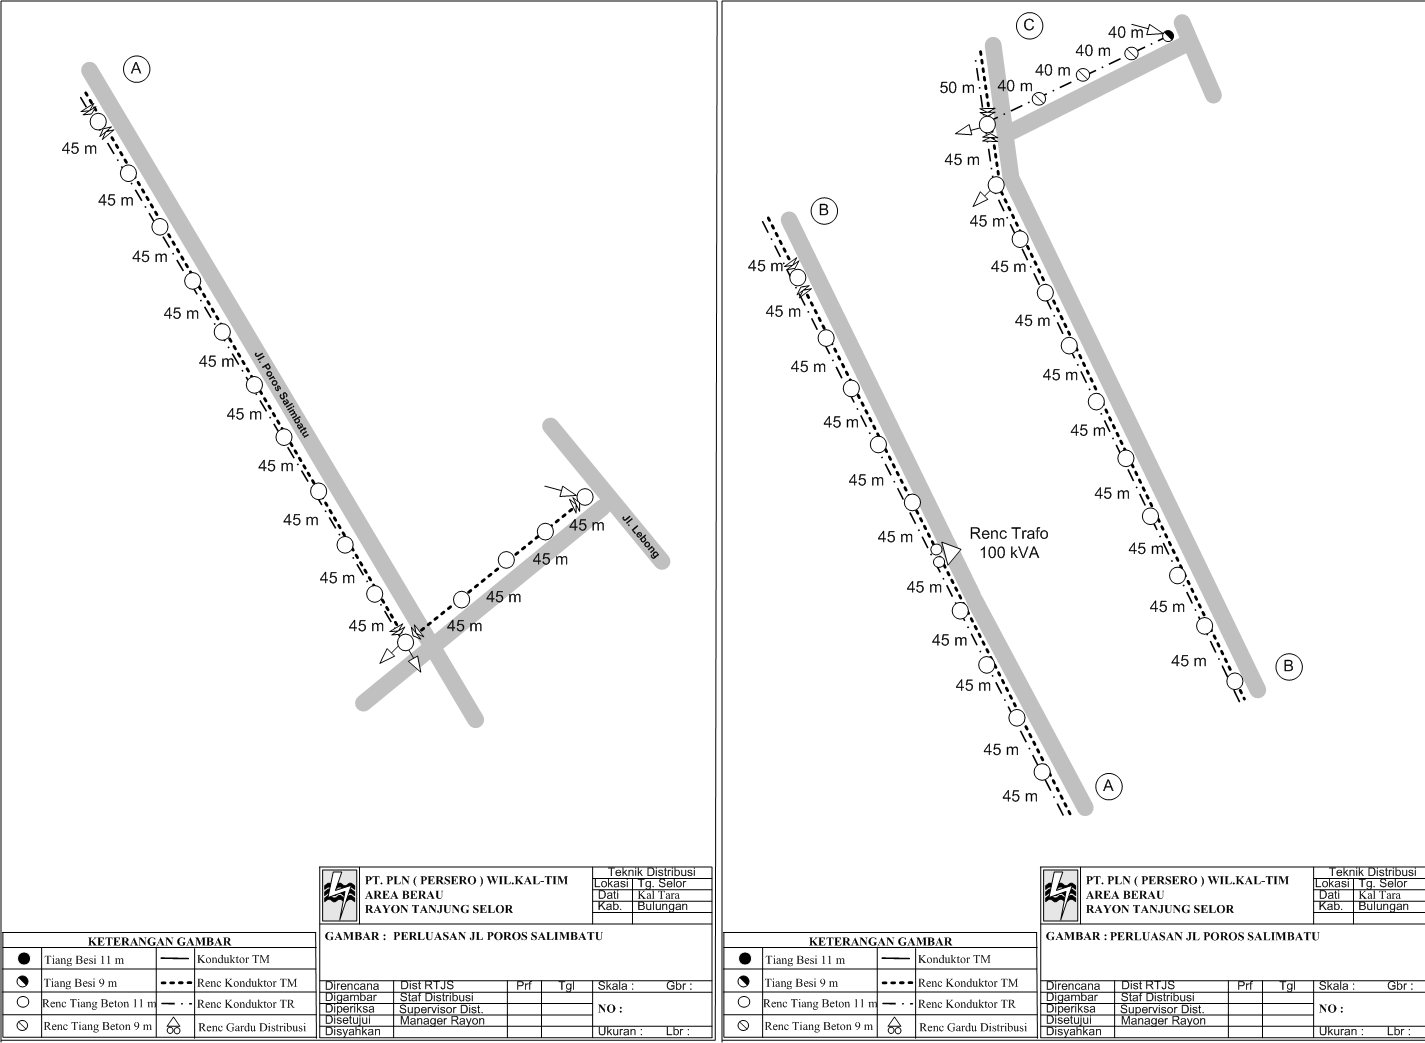 A
45 m
45 m
45 m
45 m
45 m
45 m
45 m
45 m
45 m
45 m
Jl. Poros Salimbatu
45 m
45 m
45 m
45 m
Jl. Lebong
PT. PLN ( PERSERO ) WIL.KAL-TIM
AREA BERAU
RAYON TANJUNG SELOR
Teknik Distribusi
Lokasi Tg. Selor
Dati Kal Tara
Kab. Bulungan
GAMBAR : PERLUASAN JL POROS SALIMBATU
KETERANGAN GAMBAR
Tiang Besi 11 m Konduktor TM
Tiang Besi 9 m Renc Konduktor TM
Renc Tiang Beton 11 m Renc Konduktor TR
Renc Tiang Beton 9 m Renc Gardu Distribusi
Direncana Dist RTJS Prf Tgl Skala : Gbr :
Digambar Staf Distribusi
Diperiksa Supervisor Dist. NO :
Disetujui Manager Rayon
Disyahkan Ukuran : Lbr :
C
40 m
40 m
40 m
40 m
50 m
45 m
45 m
45 m
45 m
45 m
45 m
45 m
45 m
45 m
45 m
B
B
45 m
45 m
45 m
45 m
45 m
45 m
Renc Trafo
100 kVA
45 m
45 m
45 m
45 m
45 m
A
PT. PLN ( PERSERO ) WIL.KAL-TIM
AREA BERAU
RAYON TANJUNG SELOR
Teknik Distribusi
Lokasi Tg. Selor
Dati Kal Tara
Kab. Bulungan
GAMBAR : PERLUASAN JL POROS SALIMBATU
KETERANGAN GAMBAR
Tiang Besi 11 m Konduktor TM
Tiang Besi 9 m Renc Konduktor TM
Renc Tiang Beton 11 m Renc Konduktor TR
Renc Tiang Beton 9 m Renc Gardu Distribusi
Direncana Dist RTJS Prf Tgl Skala : Gbr :
Digambar Staf Distribusi
Diperiksa Supervisor Dist. NO :
Disetujui Manager Rayon
Disyahkan Ukuran : Lbr :